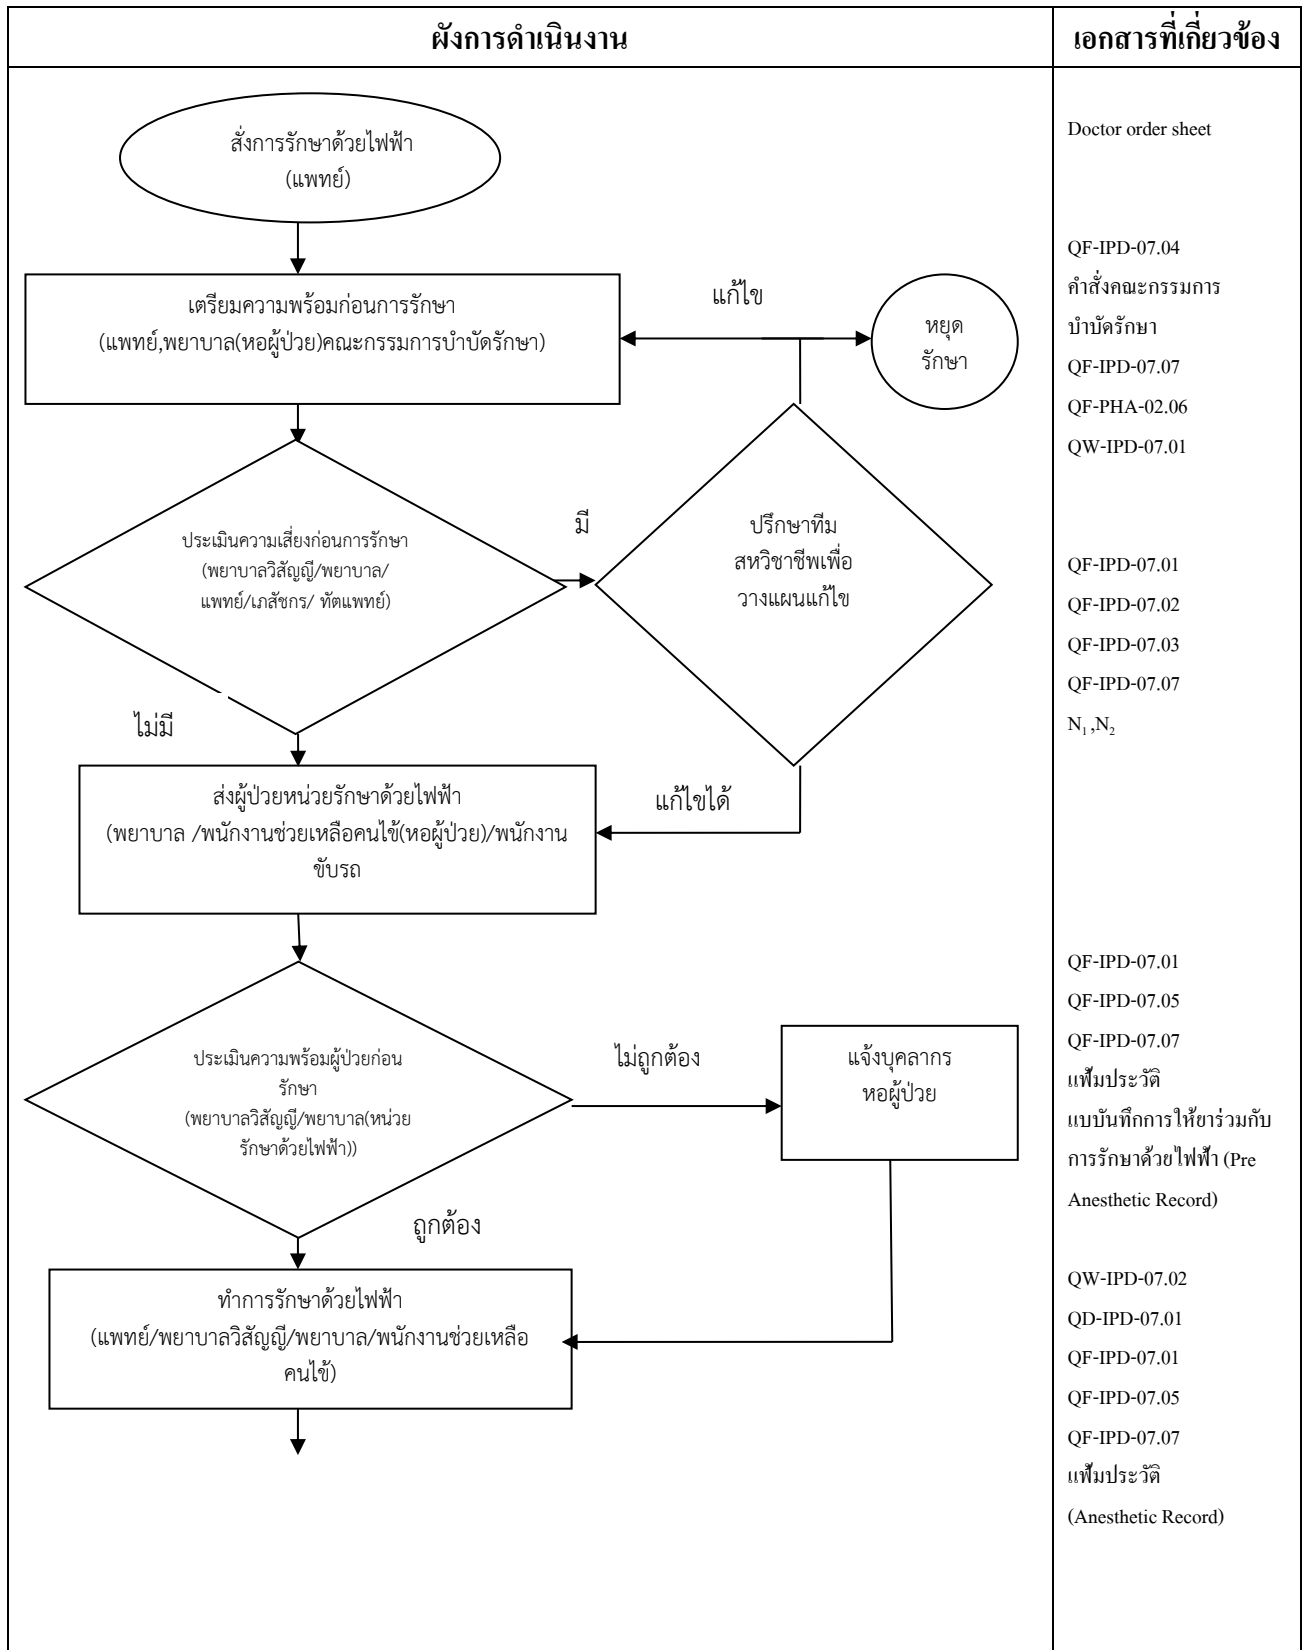 ผังการดำเนินงาน
เอกสารที่เกี่ยวข้อง
สั่งการรักษาด้วยไฟฟ้า
(แพทย์)
Doctor order sheet
เตรียมความพร้อมก่อนการรักษา
(แพทย์,พยาบาล(หอผู้ป่วย)คณะกรรมการบำบัดรักษา)
แก้ไข
หยุด
รักษา
QF-IPD-07.04
คำสั่งคณะกรรมการ
บำบัดรักษา
QF-IPD-07.07
QF-PHA-02.06
QW-IPD-07.01
ประเมินความเสี่ยงก่อนการรักษา
(พยาบาลวิสัญญี/พยาบาล/
แพทย์/เภสัชกร/ ทัตแพทย์)
มี
ปรึกษาทีม
สหวิชาชีพเพื่อ
วางแผนแก้ไข
QF-IPD-07.01
QF-IPD-07.02
QF-IPD-07.03
QF-IPD-07.07
N₁ ,N₂
ไม่มี
แก้ไขได้
ส่งผู้ป่วยหน่วยรักษาด้วยไฟฟ้า
(พยาบาล /พนักงานช่วยเหลือคนไข้(หอผู้ป่วย)/พนักงาน
ขับรถ
ประเมินความพร้อมผู้ป่วยก่อน
รักษา
(พยาบาลวิสัญญี/พยาบาล(หน่วย
รักษาด้วยไฟฟ้า))
ไม่ถูกต้อง
แจ้งบุคลากร
หอผู้ป่วย
QF-IPD-07.01
QF-IPD-07.05
QF-IPD-07.07
แฟ้มประวัติ
แบบันทึกการให้ยาร่วมกับ
การรักษาด้วยไฟฟ้า (Pre
Anesthetic Record)
ถูกต้อง
ทำการรักษาด้วยไฟฟ้า
(แพทย์/พยาบาลวิสัญญี/พยาบาล/พนักงานช่วยเหลือ
คนไข้)
QW-IPD-07.02
QD-IPD-07.01
QF-IPD-07.01
QF-IPD-07.05
QF-IPD-07.07
แฟ้มประวัติ
(Anesthetic Record)